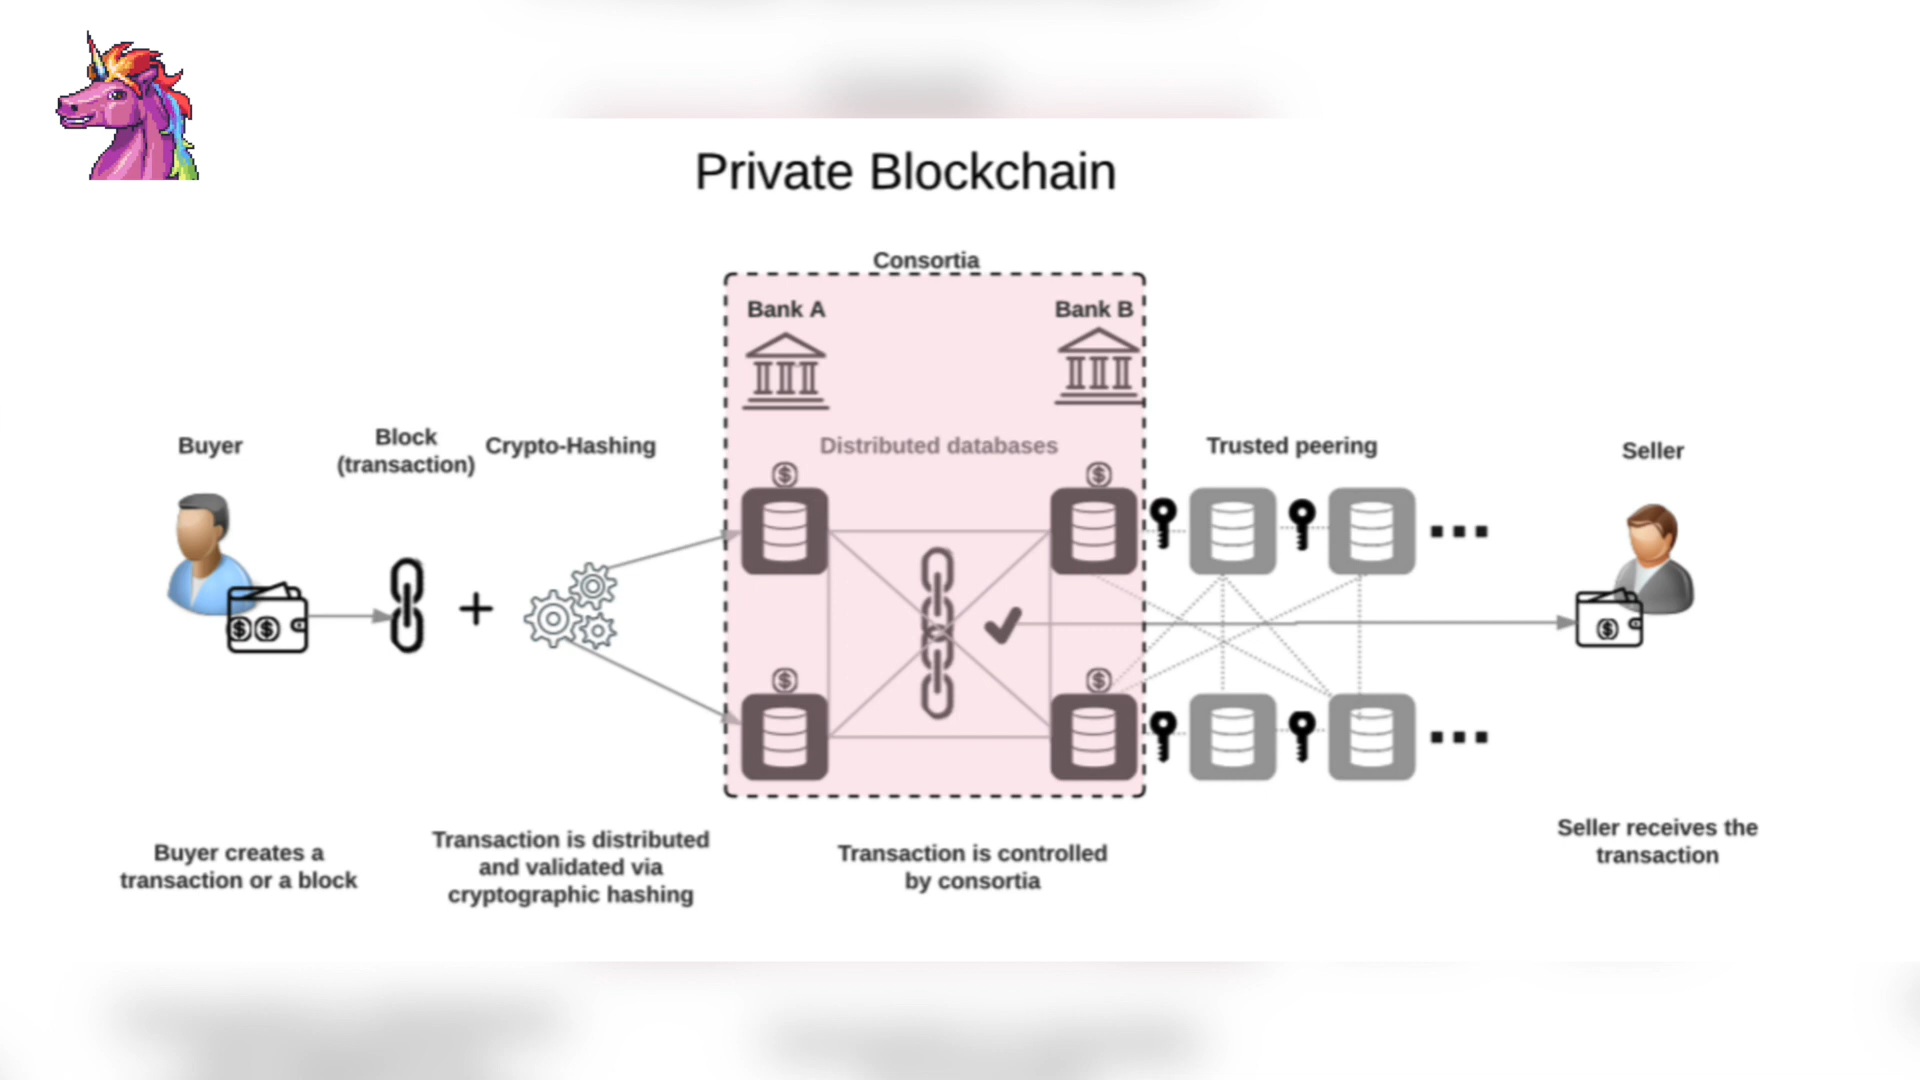 Private Blockchain
Consortia
Bank A
Bank B
Buyer
Block
(transaction)
Crypto-Hashing
Distributed databases
Trusted peering
Seller
Buyer creates a
transaction or a block
Transaction is distributed
and validated via
cryptographic hashing
Transaction is controlled
by consortia
Seller receives the
transaction